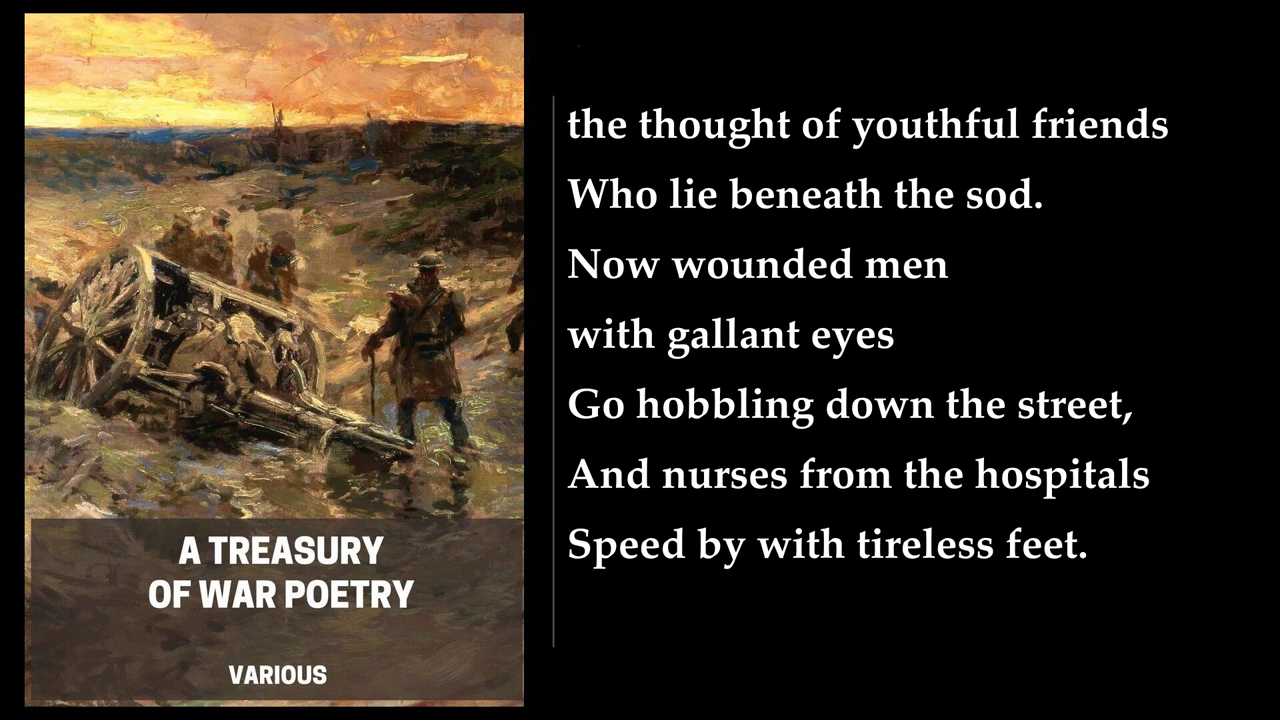 the thought of youthful friends
Who lie beneath the sod.
Now wounded men
with gallant eyes
Go hobbling down the street,
And nurses from the hospitals
Speed by with tireless feet.
A TREASURY
OF WAR POETRY
VARIOUS